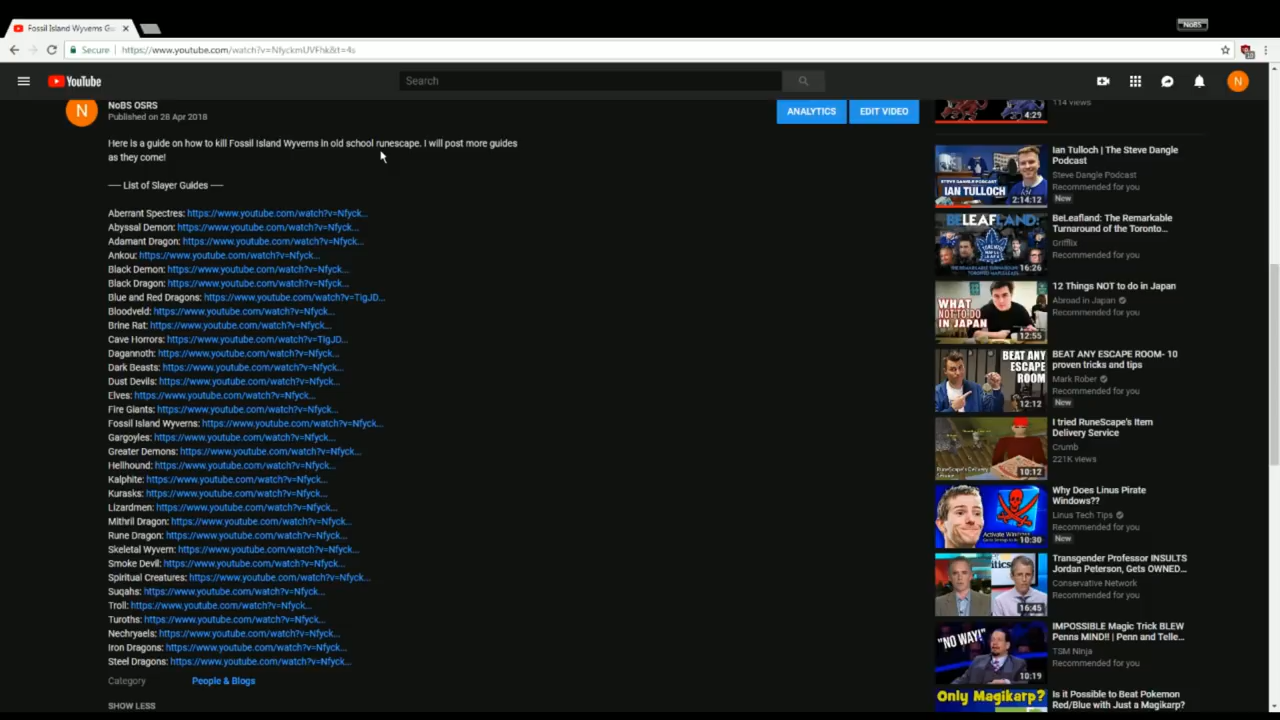 Fossil Island Wyverns Gu
NoBS
Secure
https://www.youtube.com/watch?v=NfyckmUVFhk&t=4s
YouTube
Search
N
N
NoBS OSRS
Published on 28 Apr 2018
ANALYTICS
EDIT VIDEO
Here is a guide on how to kill Fossil Island Wyverns in old school runescape. I will post more guides
as they come!
---- List of Slayer Guides ----
Aberrant Spectres: https://www.youtube.com/watch?v=Nfyck...
Abyssal Demon: https://www.youtube.com/watch?v=Nfyck...
Adamant Dragon: https://www.youtube.com/watch?v=Nfyck...
Ankou: https://www.youtube.com/watch?v=Nfyck...
Black Demon: https://www.youtube.com/watch?v=Nfyck...
Black Dragon: https://www.youtube.com/watch?v=Nfyck...
Blue and Red Dragons: https://www.youtube.com/watch?v=TigJD...
Bloodveld: https://www.youtube.com/watch?v=Nfyck...
Brine Rat: https://www.youtube.com/watch?v=Nfyck...
Cave Horrors: https://www.youtube.com/watch?v=TigJD...
Dagannoth: https://www.youtube.com/watch?v=Nfyck...
Dark Beasts: https://www.youtube.com/watch?v=Nfyck...
Dust Devils: https://www.youtube.com/watch?v=Nfyck...
Elves: https://www.youtube.com/watch?v=Nfyck...
Fire Giants: https://www.youtube.com/watch?v=Nfyck...
Fossil Island Wyverns: https://www.youtube.com/watch?v=Nfyck...
Gargoyles: https://www.youtube.com/watch?v=Nfyck...
Greater Demons: https://www.youtube.com/watch?v=Nfyck...
Hellhound: https://www.youtube.com/watch?v=Nfyck...
Kalphite: https://www.youtube.com/watch?v=Nfyck...
Kurasks: https://www.youtube.com/watch?v=Nfyck...
Lizardmen: https://www.youtube.com/watch?v=Nfyck...
Mithril Dragon: https://www.youtube.com/watch?v=Nfyck...
Rune Dragon: https://www.youtube.com/watch?v=Nfyck...
Skeletal Wyvern: https://www.youtube.com/watch?v=Nfyck...
Smoke Devil: https://www.youtube.com/watch?v=Nfyck...
Spiritual Creatures: https://www.youtube.com/watch?v=Nfyck...
Suqahs: https://www.youtube.com/watch?v=Nfyck...
Troll: https://www.youtube.com/watch?v=Nfyck...
Turoths: https://www.youtube.com/watch?v=Nfyck...
Nechryaels: https://www.youtube.com/watch?v=Nfyck...
Iron Dragons: https://www.youtube.com/watch?v=Nfyck...
Steel Dragons: https://www.youtube.com/watch?v=Nfyck...
Category
People & Blogs
SHOW LESS
114 views
4:29
Ian Tulloch | The Steve Dangle
Podcast
Steve Dangle Podcast
Recommended for you
New
STEVE DANGLE PODCAST
IAN TULLOCH
2:14:12
BeLeafland: The Remarkable
Turnaround of the Toronto...
Griffix
Recommended for you
BELEAFLAND:
16:26
12 Things NOT to do in Japan
Abroad in Japan
Recommended for you
WHAT
NOT TO DO
IN JAPAN
12:55
BEAT ANY ESCAPE ROOM- 10
proven tricks and tips
Mark Rober
Recommended for you
New
BEAT ANY
ESCAPE
ROOM
12:12
I tried RuneScape's Item
Delivery Service
Crumb
221K views
10:12
Why Does Linus Pirate
Windows??
Linus Tech Tips
Recommended for you
New
Activate Windows
10:30
Transgender Professor INSULTS
Jordan Peterson, Gets OWNED...
Conservative Network
Recommended for you
16:45
IMPOSSIBLE Magic Trick BLEW
Penns MIND!! | Penn and Telle...
TSM Ninja
Recommended for you
"NO WAY!"
10:19
Is it Possible to Beat Pokemon
Red/Blue with Just a Magikarp?
Only Magikarp?